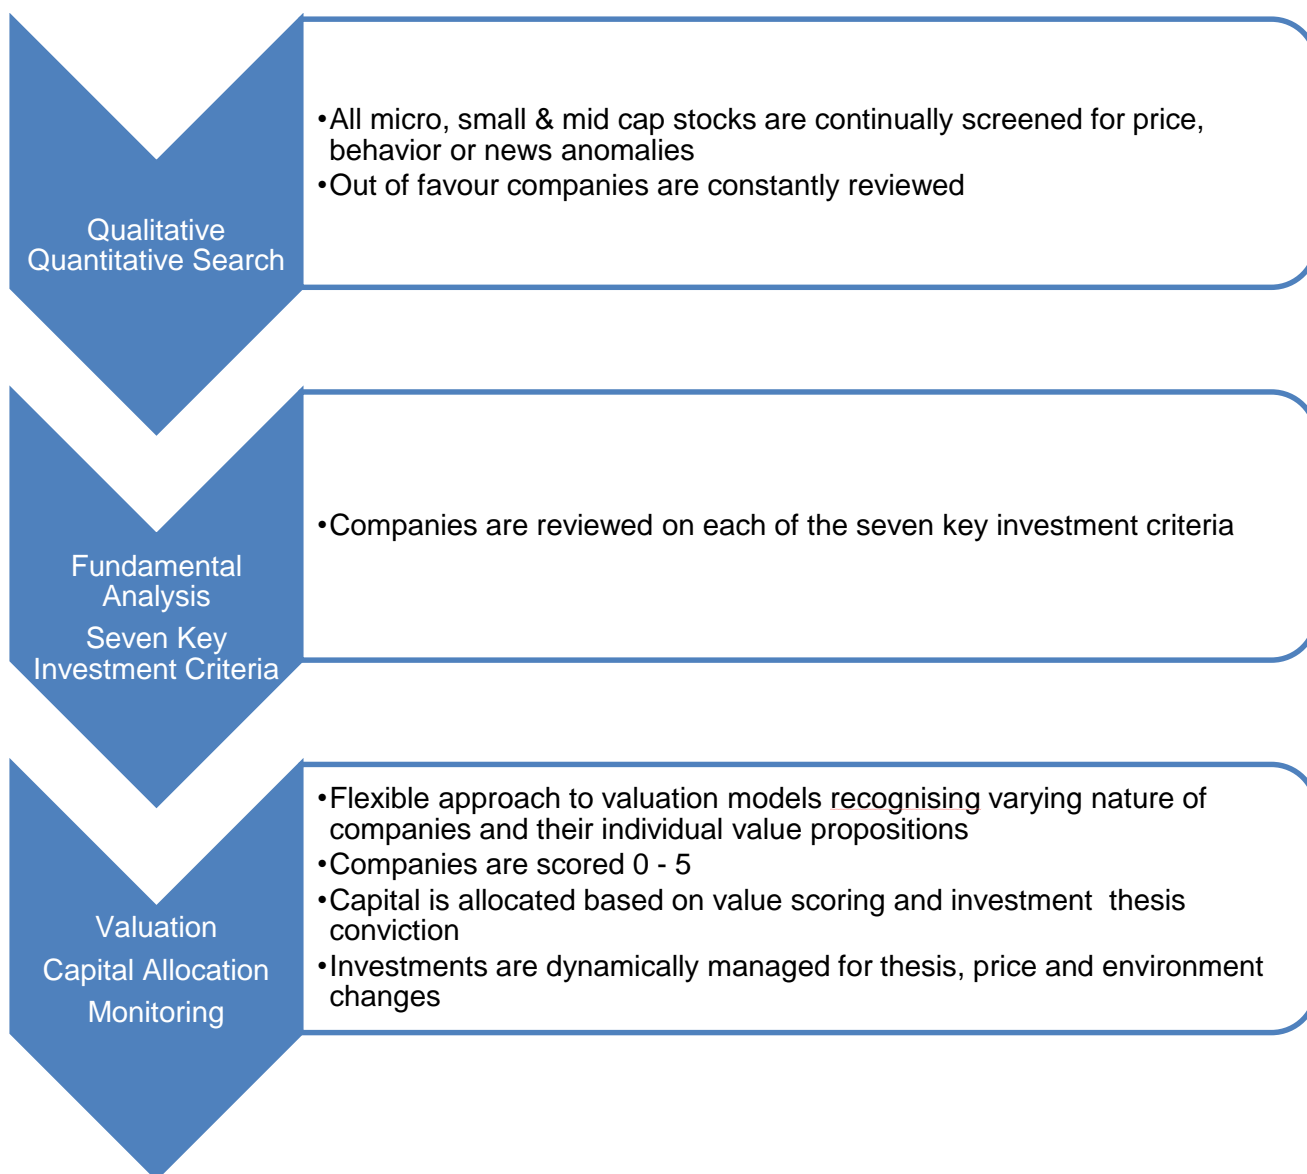 Qualitative
Quantitative Search
•All micro, small & mid cap stocks are continually screened for price,
behavior or news anomalies
•Out of favour companies are constantly reviewed
Fundamental
Analysis
Seven Key
Investment Criteria
•Companies are reviewed on each of the seven key investment criteria
Valuation
Capital Allocation
Monitoring
•Flexible approach to valuation models recognising varying nature of
companies and their individual value propositions
•Companies are scored 0 - 5
•Capital is allocated based on value scoring and investment  thesis
conviction
•Investments are dynamically managed for thesis, price and environment
changes